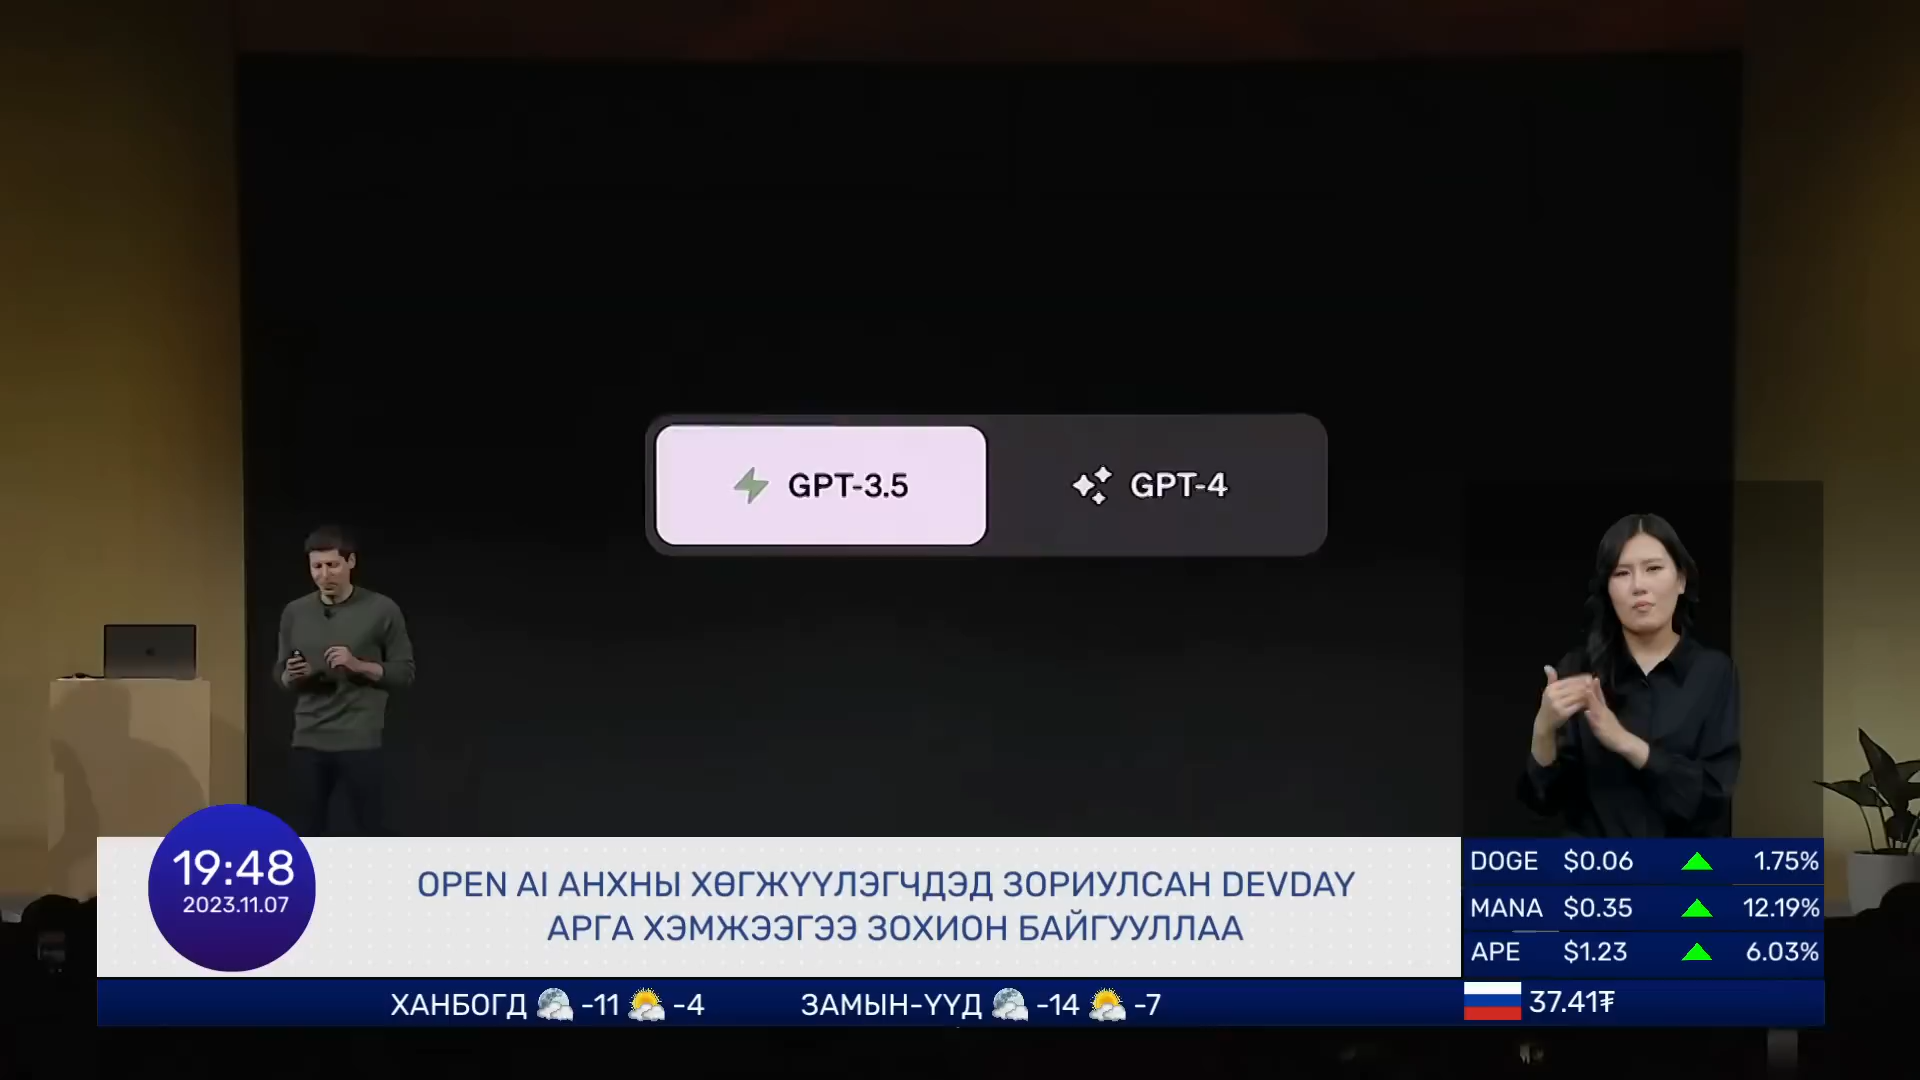 GPT-3.5
GPT-4
19:48
2023.11.07
OPEN AI АНХНЫ ХӨГЖҮҮЛЭГЧДЭД ЗОРИУЛСАН DEVDAY
АРГА ХЭМЖЭЭГЭЭ ЗОХИОН БАЙГУУЛЛАА
DOGE $0.06 1.75%
MANA $0.35 12.19%
APE $1.23 6.03%
ХАНБОГД -11 -4 ЗАМЫН-ҮҮД -14 -7
37.41₮